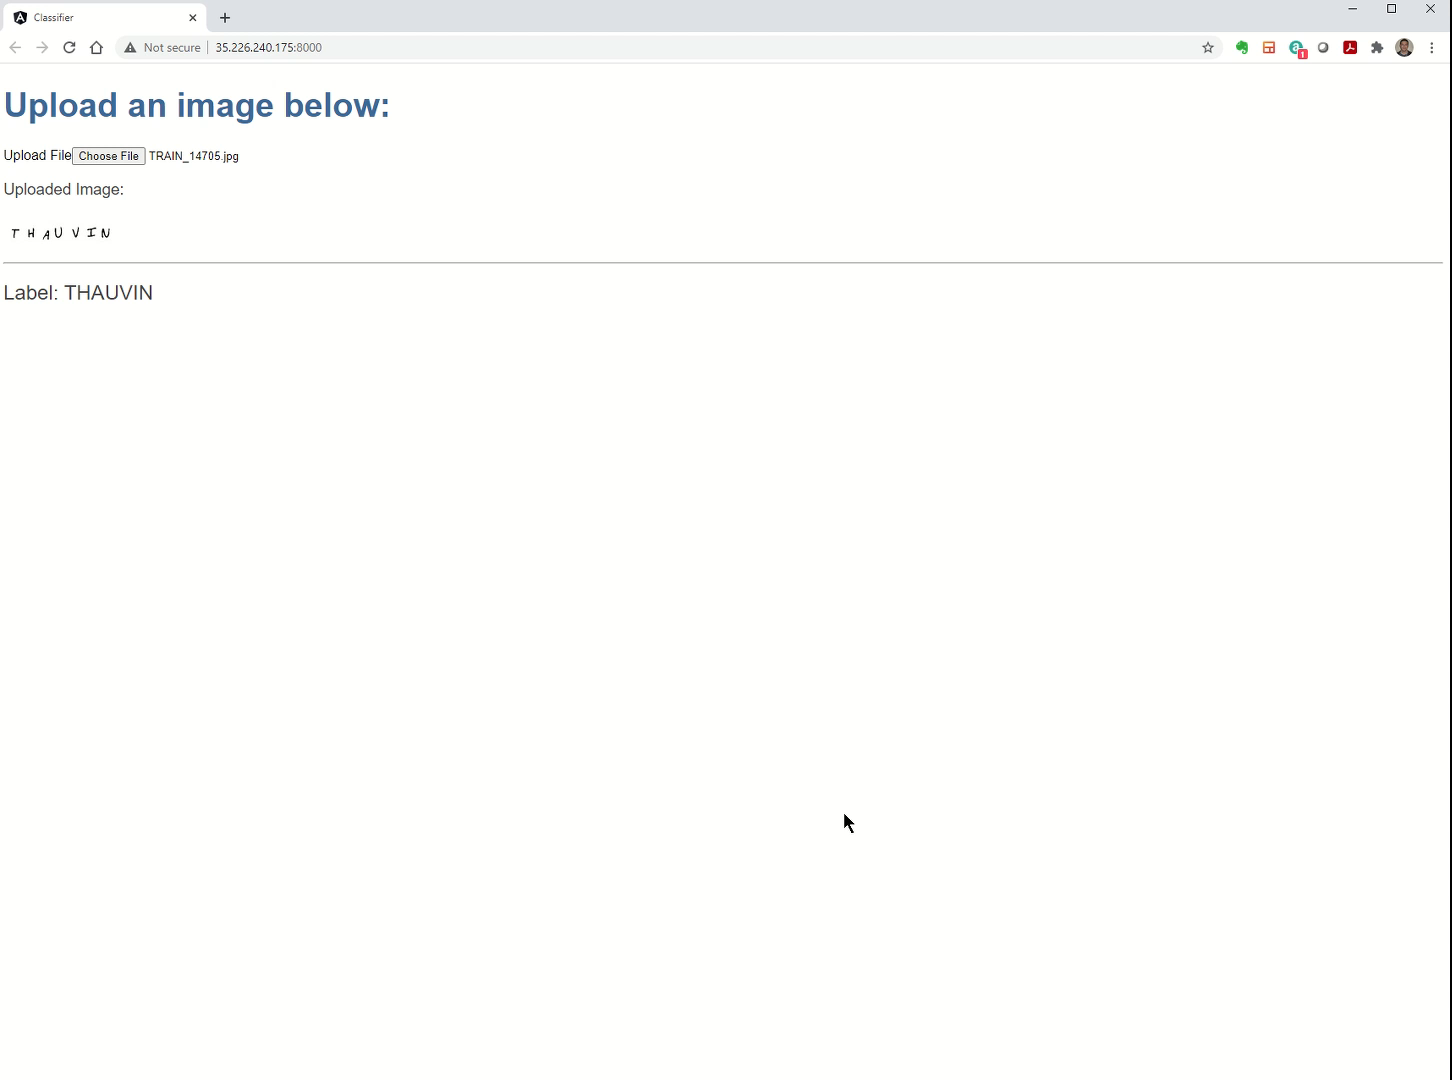 Classifier
Not secure 35.226.240.175:8000
1
Upload an image below:
Upload File Choose File TRAIN_14705.jpg
Uploaded Image:
T H A U V I N
Label: THAUVIN